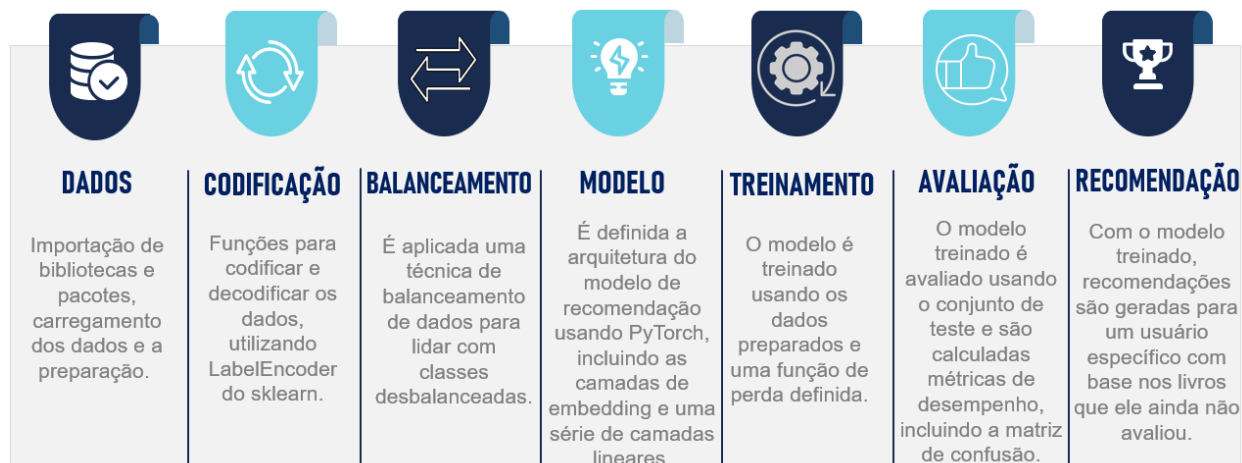 DADOS
Importação de
bibliotecas e
pacotes,
carregamento
dos dados e a
preparação.
CODIFICAÇÃO
Funções para
codificar e
decodificar os
dados,
utilizando
LabelEncoder
do sklearn.
BALANCEAMENTO
É aplicada uma
técnica de
balanceamento
de dados para
lidar com
classes
desbalanceadas.
MODELO
É definida a
arquitetura do
modelo de
recomendação
usando PyTorch,
incluindo as
camadas de
embedding e uma
série de camadas
lineares
TREINAMENTO
O modelo é
treinado
usando os
dados
preparados e
uma função de
perda definida.
AVALIAÇÃO
O modelo
treinado é
avaliado usando
o conjunto de
teste e são
calculadas
métricas de
desempenho,
incluindo a matriz
de confusão.
RECOMENDAÇÃO
Com o modelo
treinado,
recomendações
são geradas para
um usuário
específico com
base nos livros
que ele ainda não
avaliou.